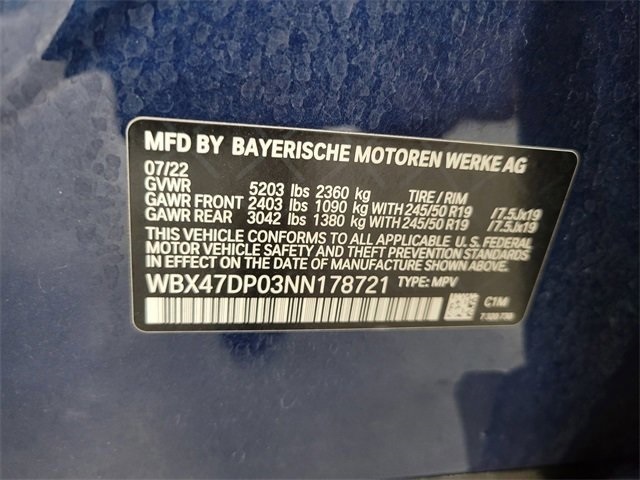 MFD BY BAYERISCHE MOTOREN WERKE AG
07/22
GVWR 5203 lbs 2360 kg TIRE / RIM
GAWR FRONT 2403 lbs 1090 kg WITH 245/50 R19 /7.5Jx19
GAWR REAR 3042 lbs 1380 kg WITH 245/50 R19 /7.5Jx19
THIS VEHICLE CONFORMS TO ALL APPLICABLE U. S. FEDERAL
MOTOR VEHICLE SAFETY AND THEFT PREVENTION STANDARDS
IN EFFECT ON THE DATE OF MANUFACTURE SHOWN ABOVE.
WBX47DP03NN178721 TYPE: MPV
C1M